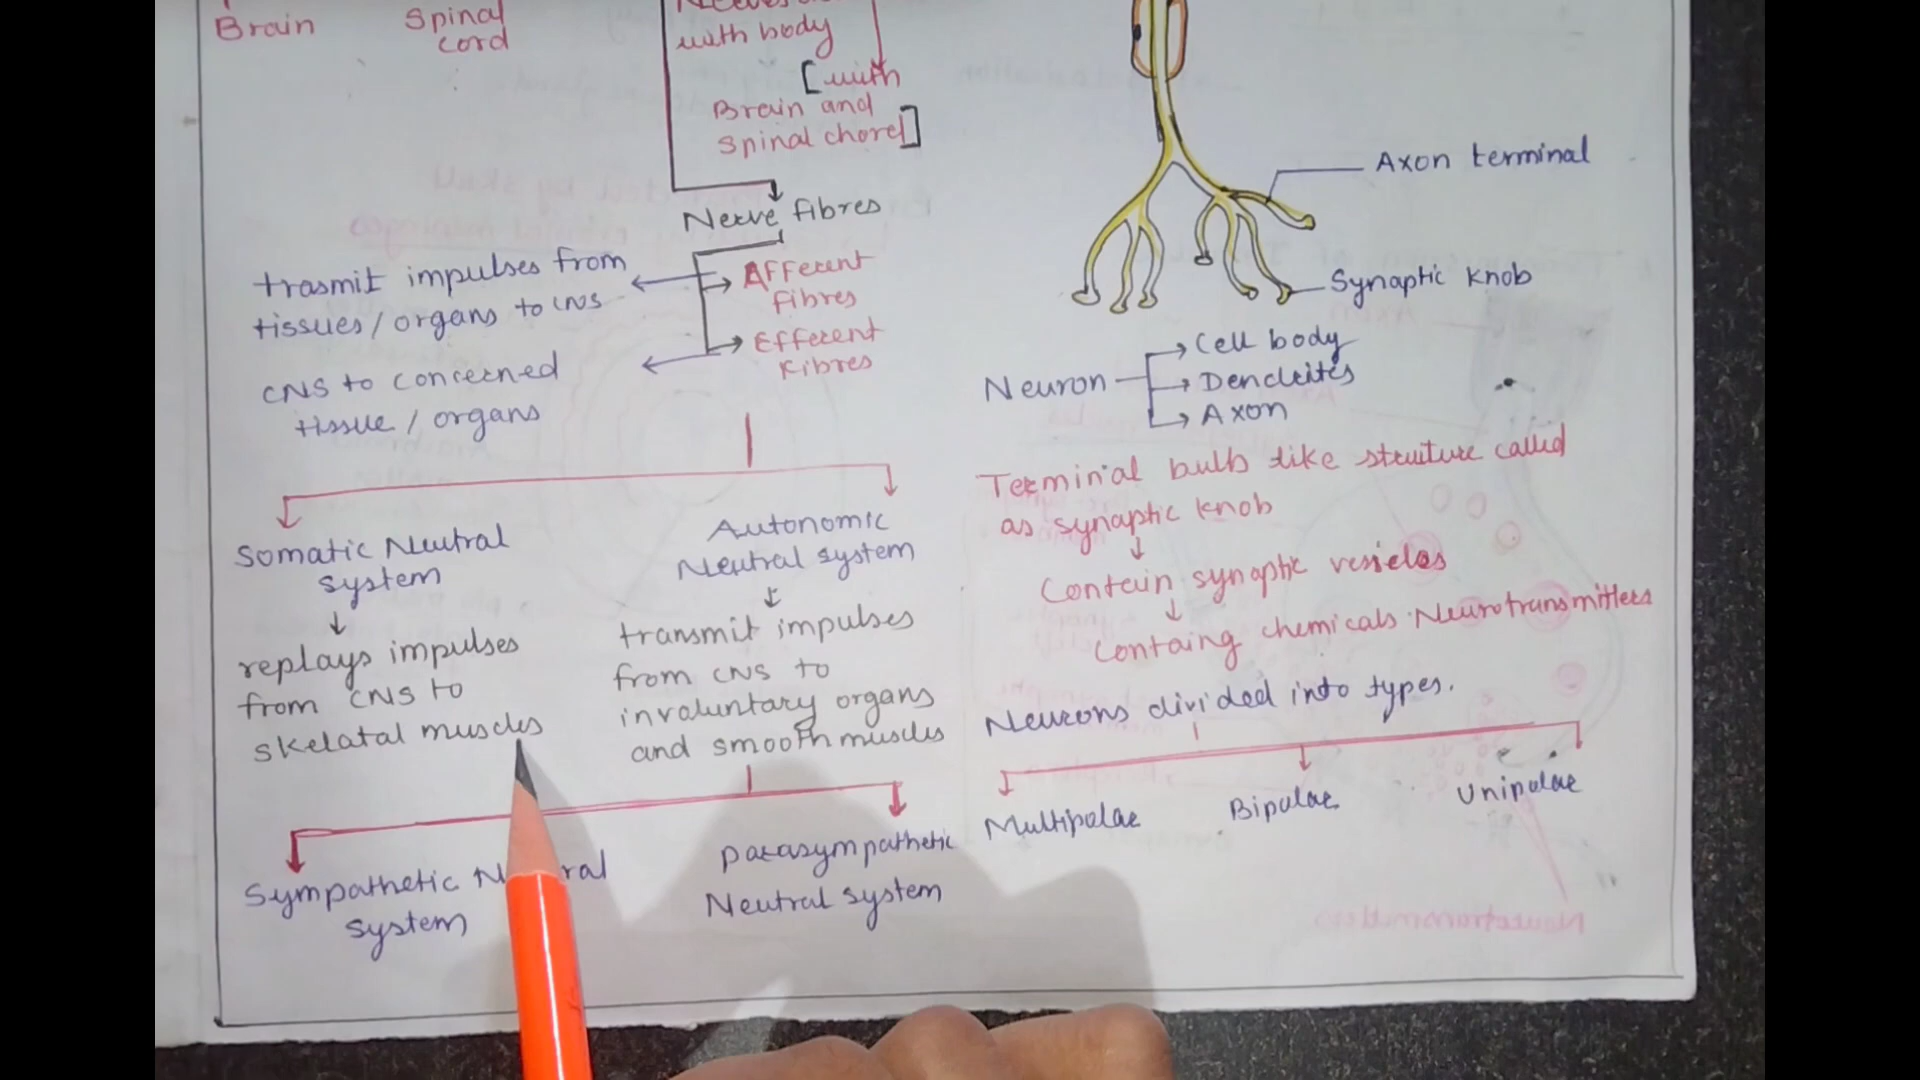 Brain
Spinal
cord
with body
[with
Brain and
Spinal chord]
Nerve fibres
trasmit impulses from
tissues/organs to CNS
Afferent
fibres
Efferent
Fibres
CNS to concerned
tissue/organs
Somatic Neutral
system
replays impulses
from CNS to
skelatal muscles
Autonomic
Neutral system
transmit impulses
from CNS to
involuntary organs
and smooth muscles
Sympathetic
system
parasympathetic
Neutral system
Axon terminal
Synaptic knob
Neuron
Cell body
Dendrites
Axon
Terminal bulb like struiture called
as synaptic knob
Contein synaptic vesicles
Containg chemicals Neurotransmitters
Neurons divided into types.
Multipolar
Bipolar
Unipolar